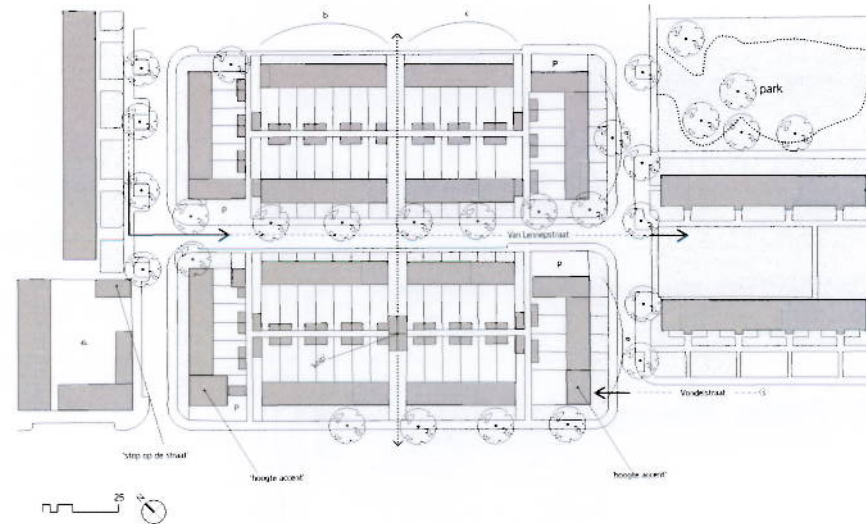 b
c
P
park
P
Van Lennepstraat
P
a
Vondelstraat
P
'stip op de straat'
'hoogte accent'
'hoogte accent'
25